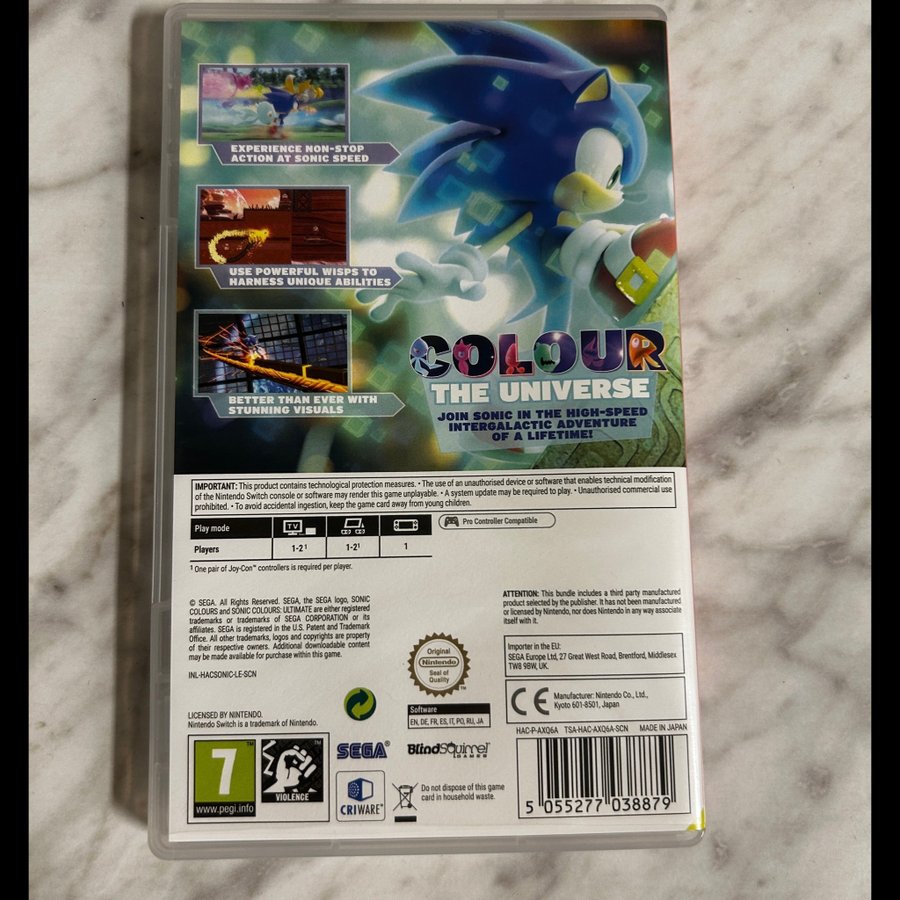 EXPERIENCE NON-STOP
ACTION AT SONIC SPEED
USE POWERFUL WISPS TO
HARNESS UNIQUE ABILITIES
BETTER THAN EVER WITH
STUNNING VISUALS
COLOUR
THE UNIVERSE
JOIN SONIC IN THE HIGH-SPEED
INTERGALACTIC ADVENTURE
OF A LIFETIME!
IMPORTANT: This product contains technological protection measures. • The use of an unauthorised device or software that enables technical modification
of the Nintendo Switch console or software may render this game unplayable. • A system update may be required to play. • Unauthorised commercial use
prohibited. • To avoid accidental ingestion, keep the game card away from young children.
Play mode TV
Pro Controller Compatible
Players 1-2¹ 1-2¹ 1
¹ One pair of Joy-Con™ controllers is required per player.
© SEGA. All Rights Reserved. SEGA, the SEGA logo, SONIC
COLOURS and SONIC COLOURS: ULTIMATE are either registered
trademarks or trademarks of SEGA CORPORATION or its
affiliates. SEGA is registered in the U.S. Patent and Trademark
Office. All other trademarks, logos and copyrights are property
of their respective owners. Additional downloadable content
may be made available for purchase within this game.
INL-HACSONIC-LE-SCN
ATTENTION: This bundle includes a third party manufactured
product selected by the publisher. It has not been manufactured
or licensed by Nintendo, nor does Nintendo in any way associate
itself with it.
Importer in the EU:
SEGA Europe Ltd, 27 Great West Road, Brentford, Middlesex
TW8 9BW, UK.
Original
Nintendo
Seal of
Quality
TM
CE Manufacturer: Nintendo Co., Ltd.,
Kyoto 601-8501, Japan
Software
EN, DE, FR, ES, IT, PO, RU, JA
LICENSED BY NINTENDO.
Nintendo Switch is a trademark of Nintendo.
HAC-P-AXQ6A TSA-HAC-AXQ6A-SCN MADE IN JAPAN
7
www.pegi.info
VIOLENCE
SEGA®
BlindSquirrel
GAMES
CRIWARE™
Do not dispose of this game
card in household waste.
5 055277 038879